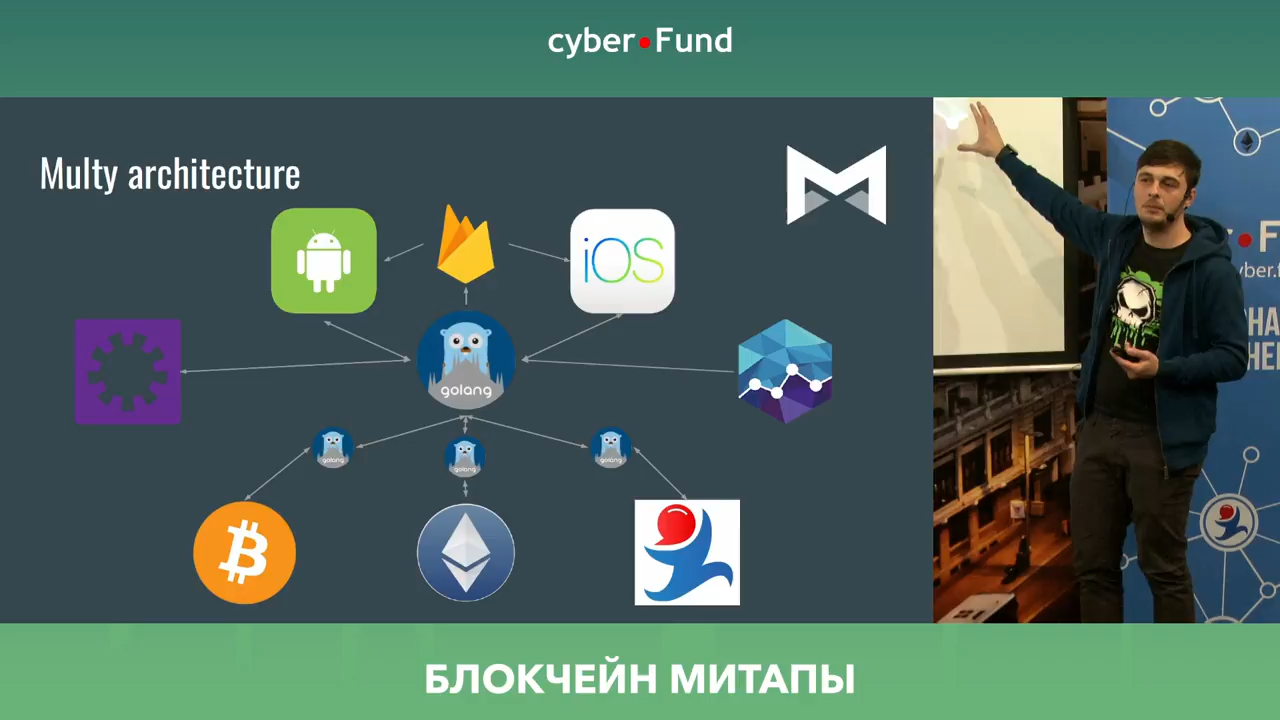 cyber•Fund
Multy architecture
iOS
golang
golang
golang
golang
БЛОКЧЕЙН МИТАПЫ